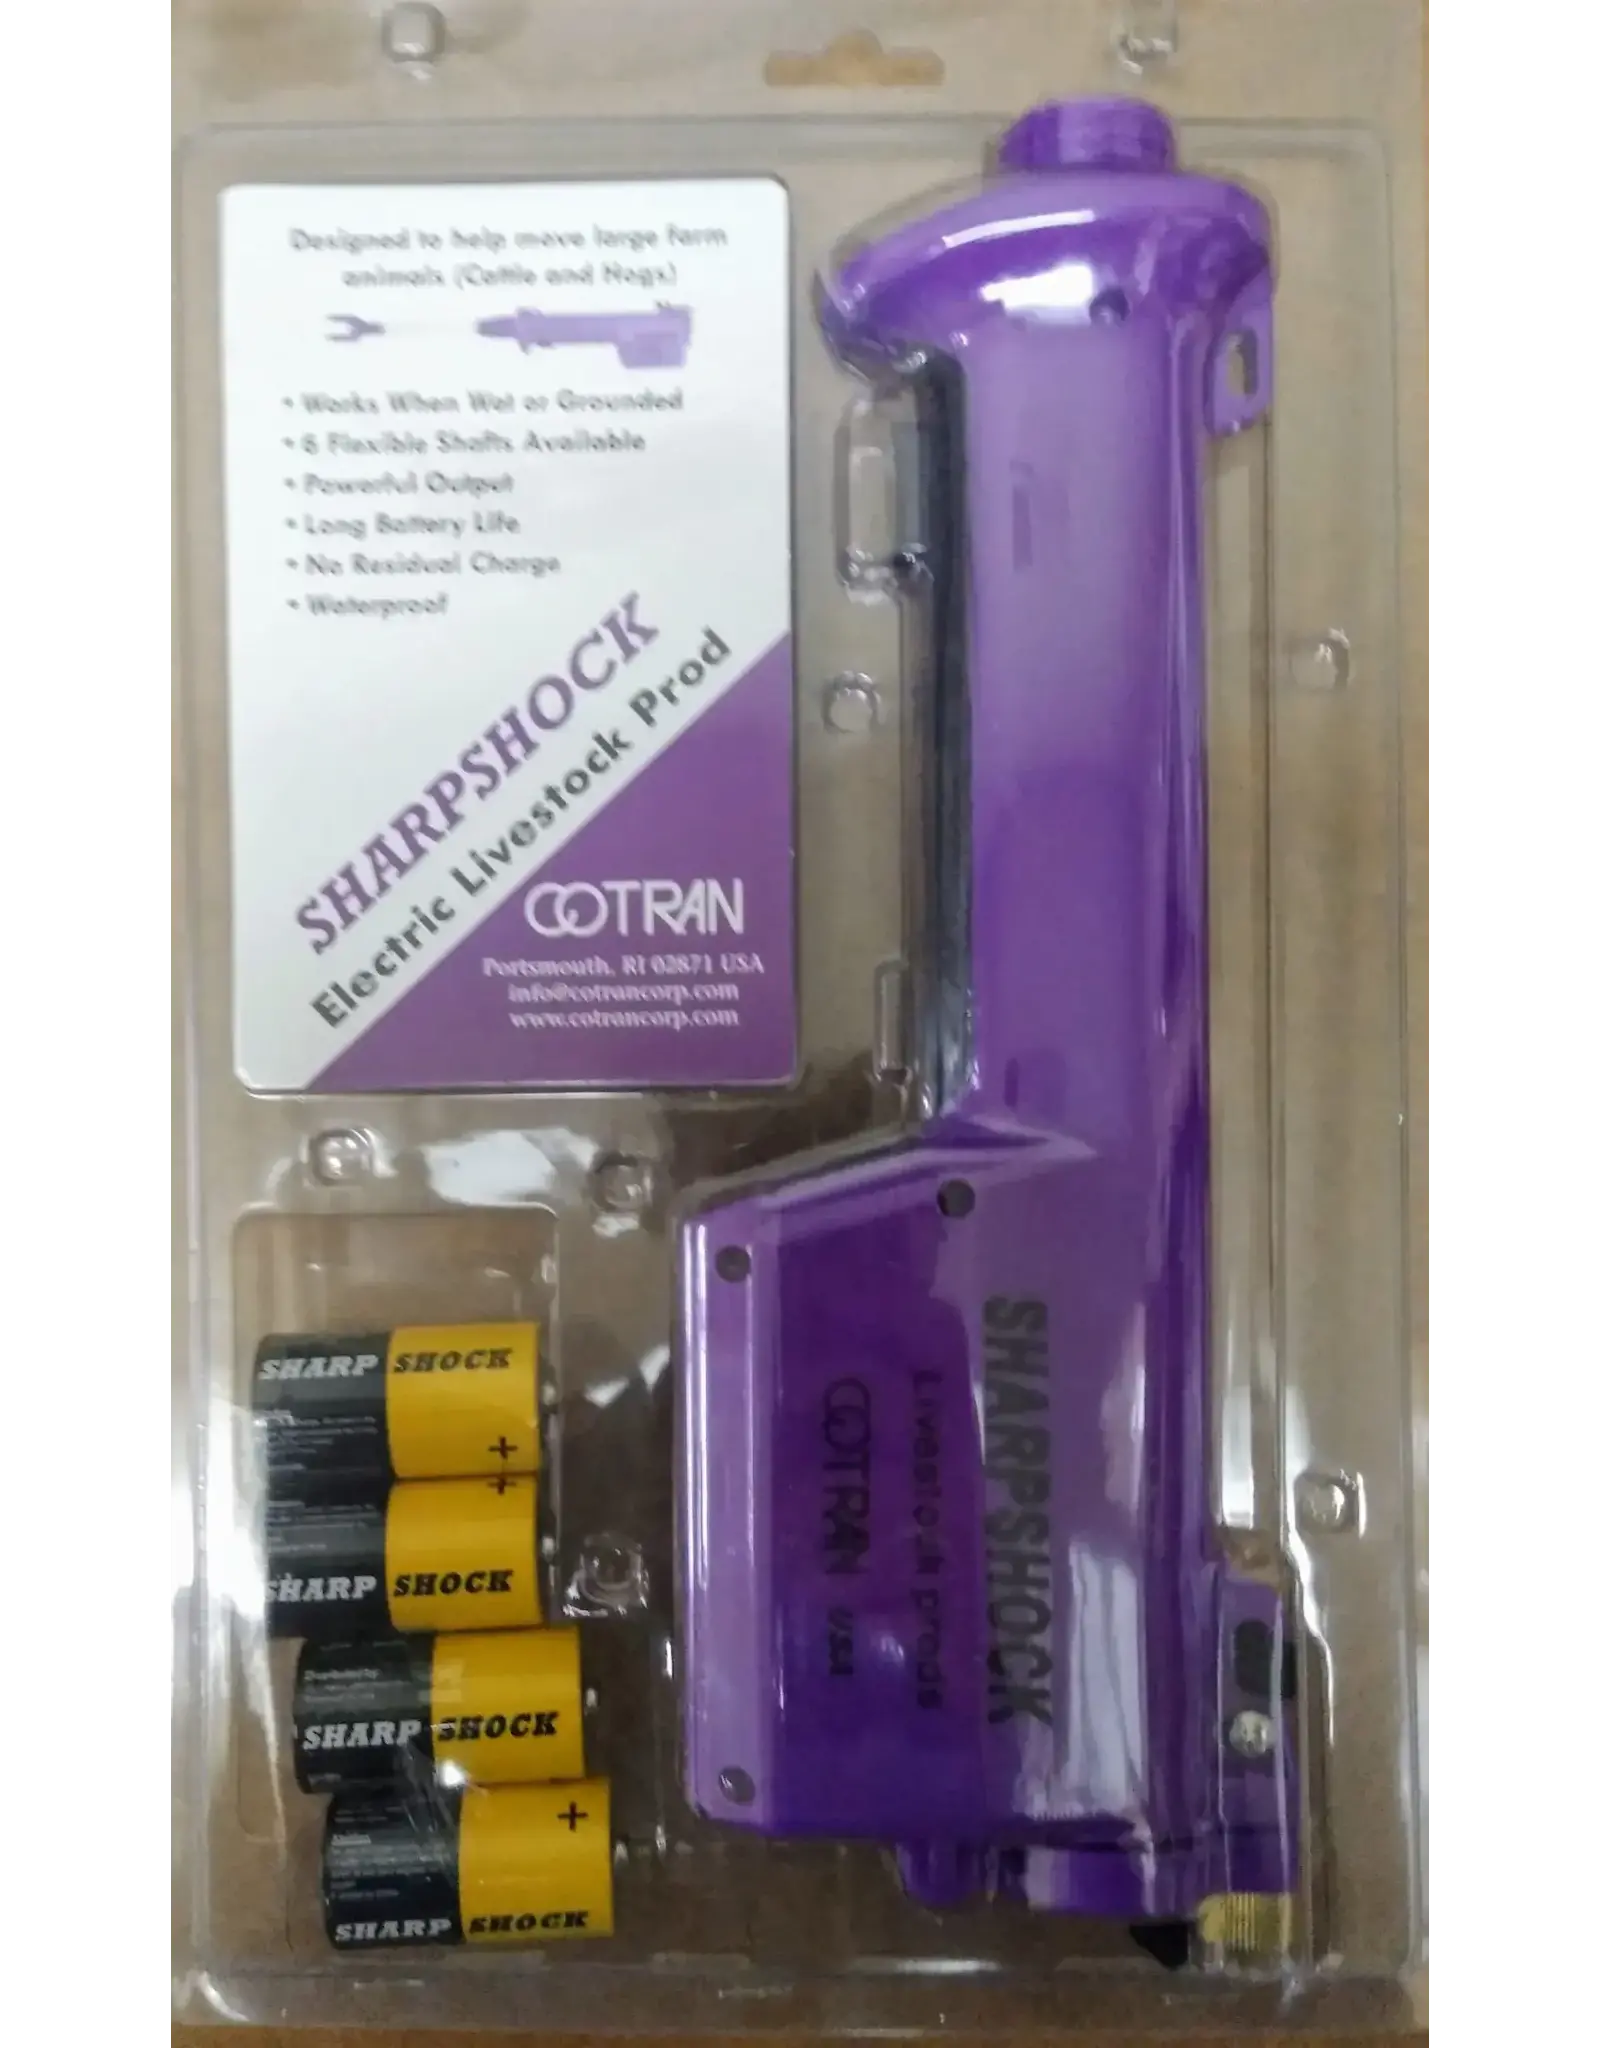 Designed to help move large farm
animals (Cattle and Hogs)
• Works When Wet or Grounded
• 6 Flexible Shafts Available
• Powerful Output
• Long Battery Life
• No Residual Charge
• Waterproof
SHARPSHOCK
Electric Livestock Prod
COTRAN
Portsmouth, RI 02871 USA
info@cotrancorp.com
www.cotrancorp.com
SHARPSHOCK
Livestock prods
COTRAN USA
SHARP SHOCK
+
+
SHARP SHOCK
Distributed by
SHARP SHOCK
+
SHARP SHOCK